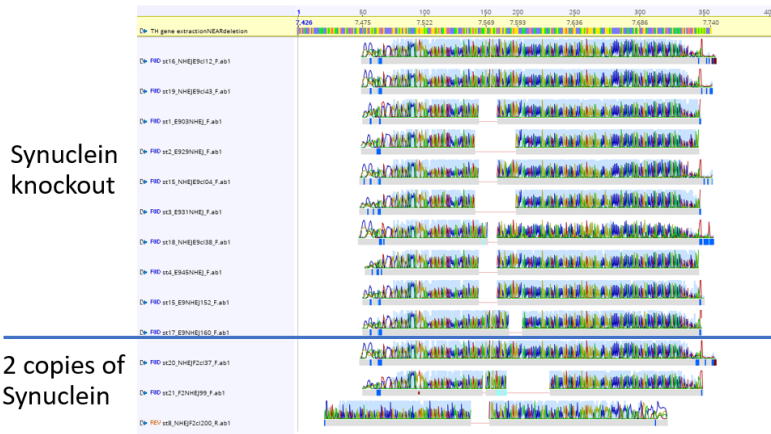 1 50 100 150 200 250 300 350 40
7,426 7,475 7,522 7,569 7,593 7,636 7,686 7,740
TH gene extractionNEARdeletion
FWD st16_NHEJE9cl12_F.ab1
FWD st19_NHEJE9cl43_F.ab1
FWD st1_E903NHEJ_F.ab1
FWD st2_E929NHEJ_F.ab1
Synuclein
knockout
FWD st15_NHEJE9cl04_F.ab1
FWD st3_E931NHEJ_F.ab1
FWD st18_NHEJE9cl38_F.ab1
FWD st4_E945NHEJ_F.ab1
FWD st15_E9NHEJ152_F.ab1
FWD st17_E9NHEJ160_F.ab1
2 copies of
Synuclein
FWD st20_NHEJF2cl37_F.ab1
FWD st21_F2NHEJ99_F.ab1
REV st8_NHEJF2cl200_R.ab1